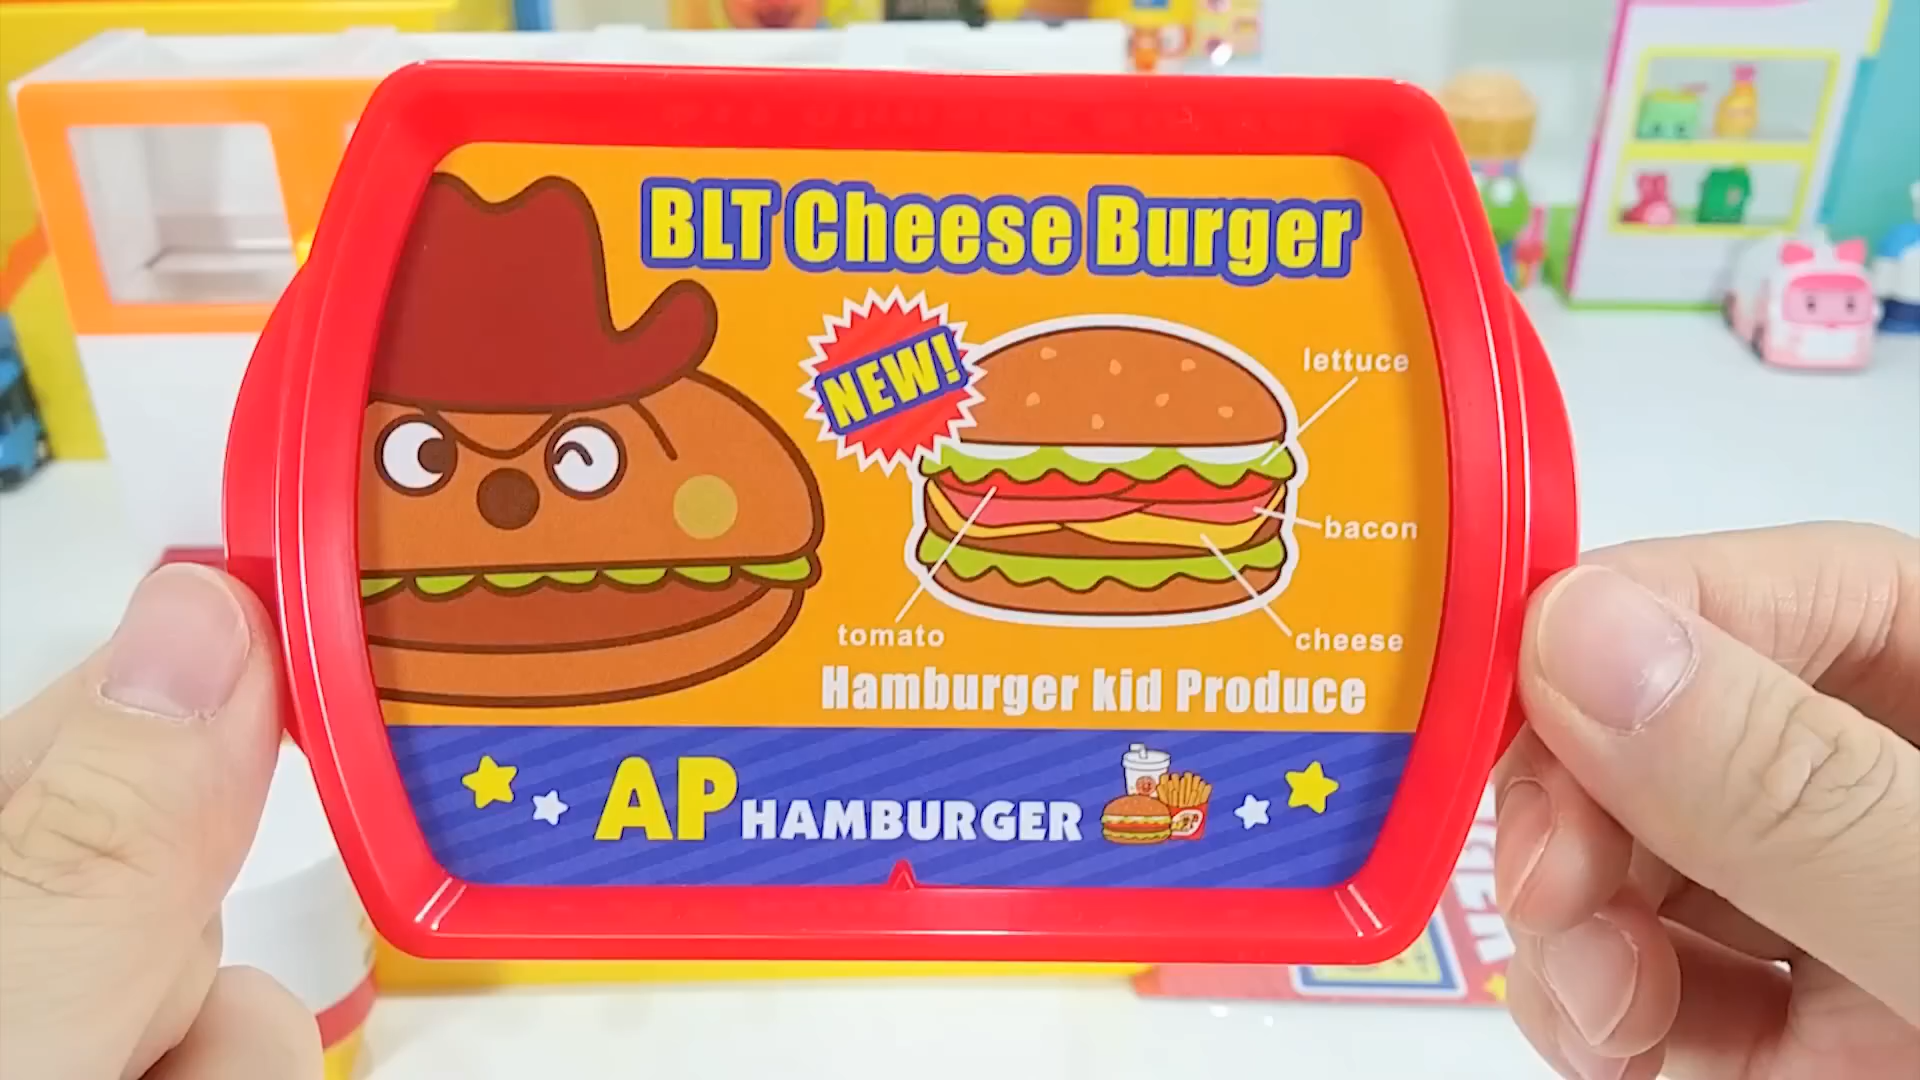 BLT Cheese Burger
NEW!
lettuce
bacon
tomato
cheese
Hamburger kid Produce
AP HAMBURGER